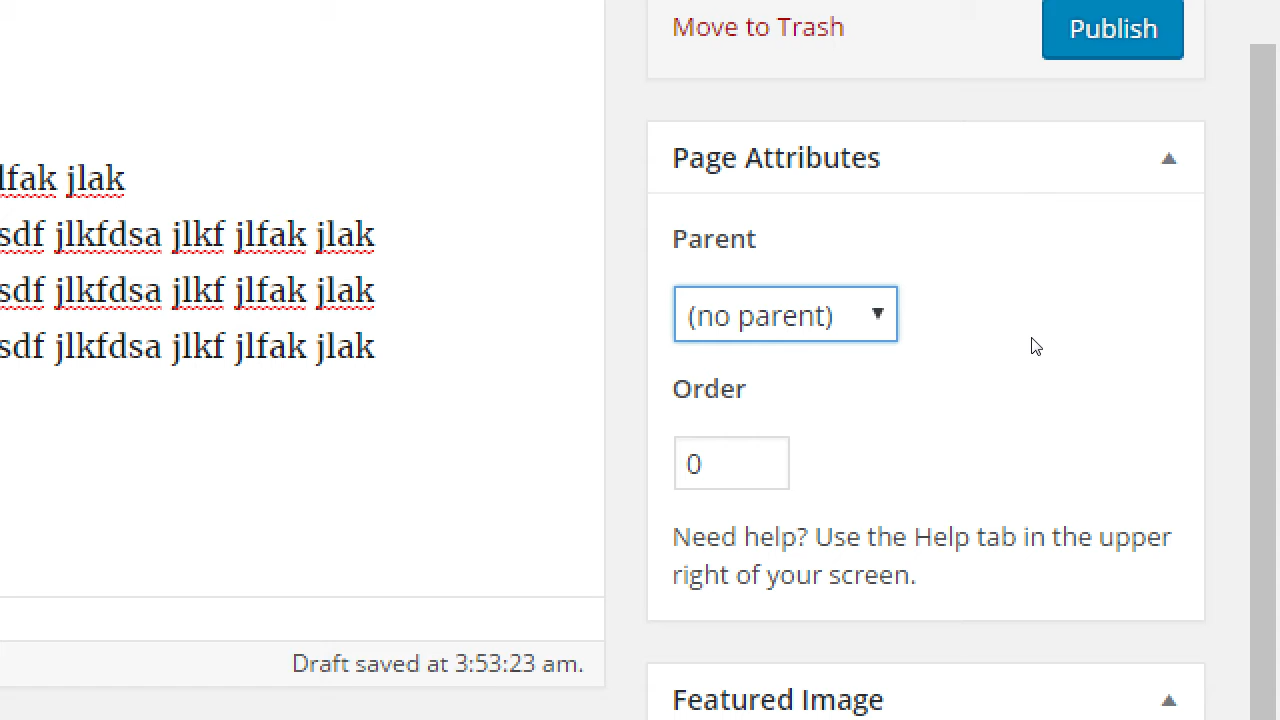 Move to Trash
Publish
Page Attributes
lfak jlak
sdf jlkfdsa jlkf jlfak jlak
sdf jlkfdsa jlkf jlfak jlak
sdf jlkfdsa jlkf jlfak jlak
Parent
(no parent)
Order
0
Need help? Use the Help tab in the upper
right of your screen.
Draft saved at 3:53:23 am.
Featured Image